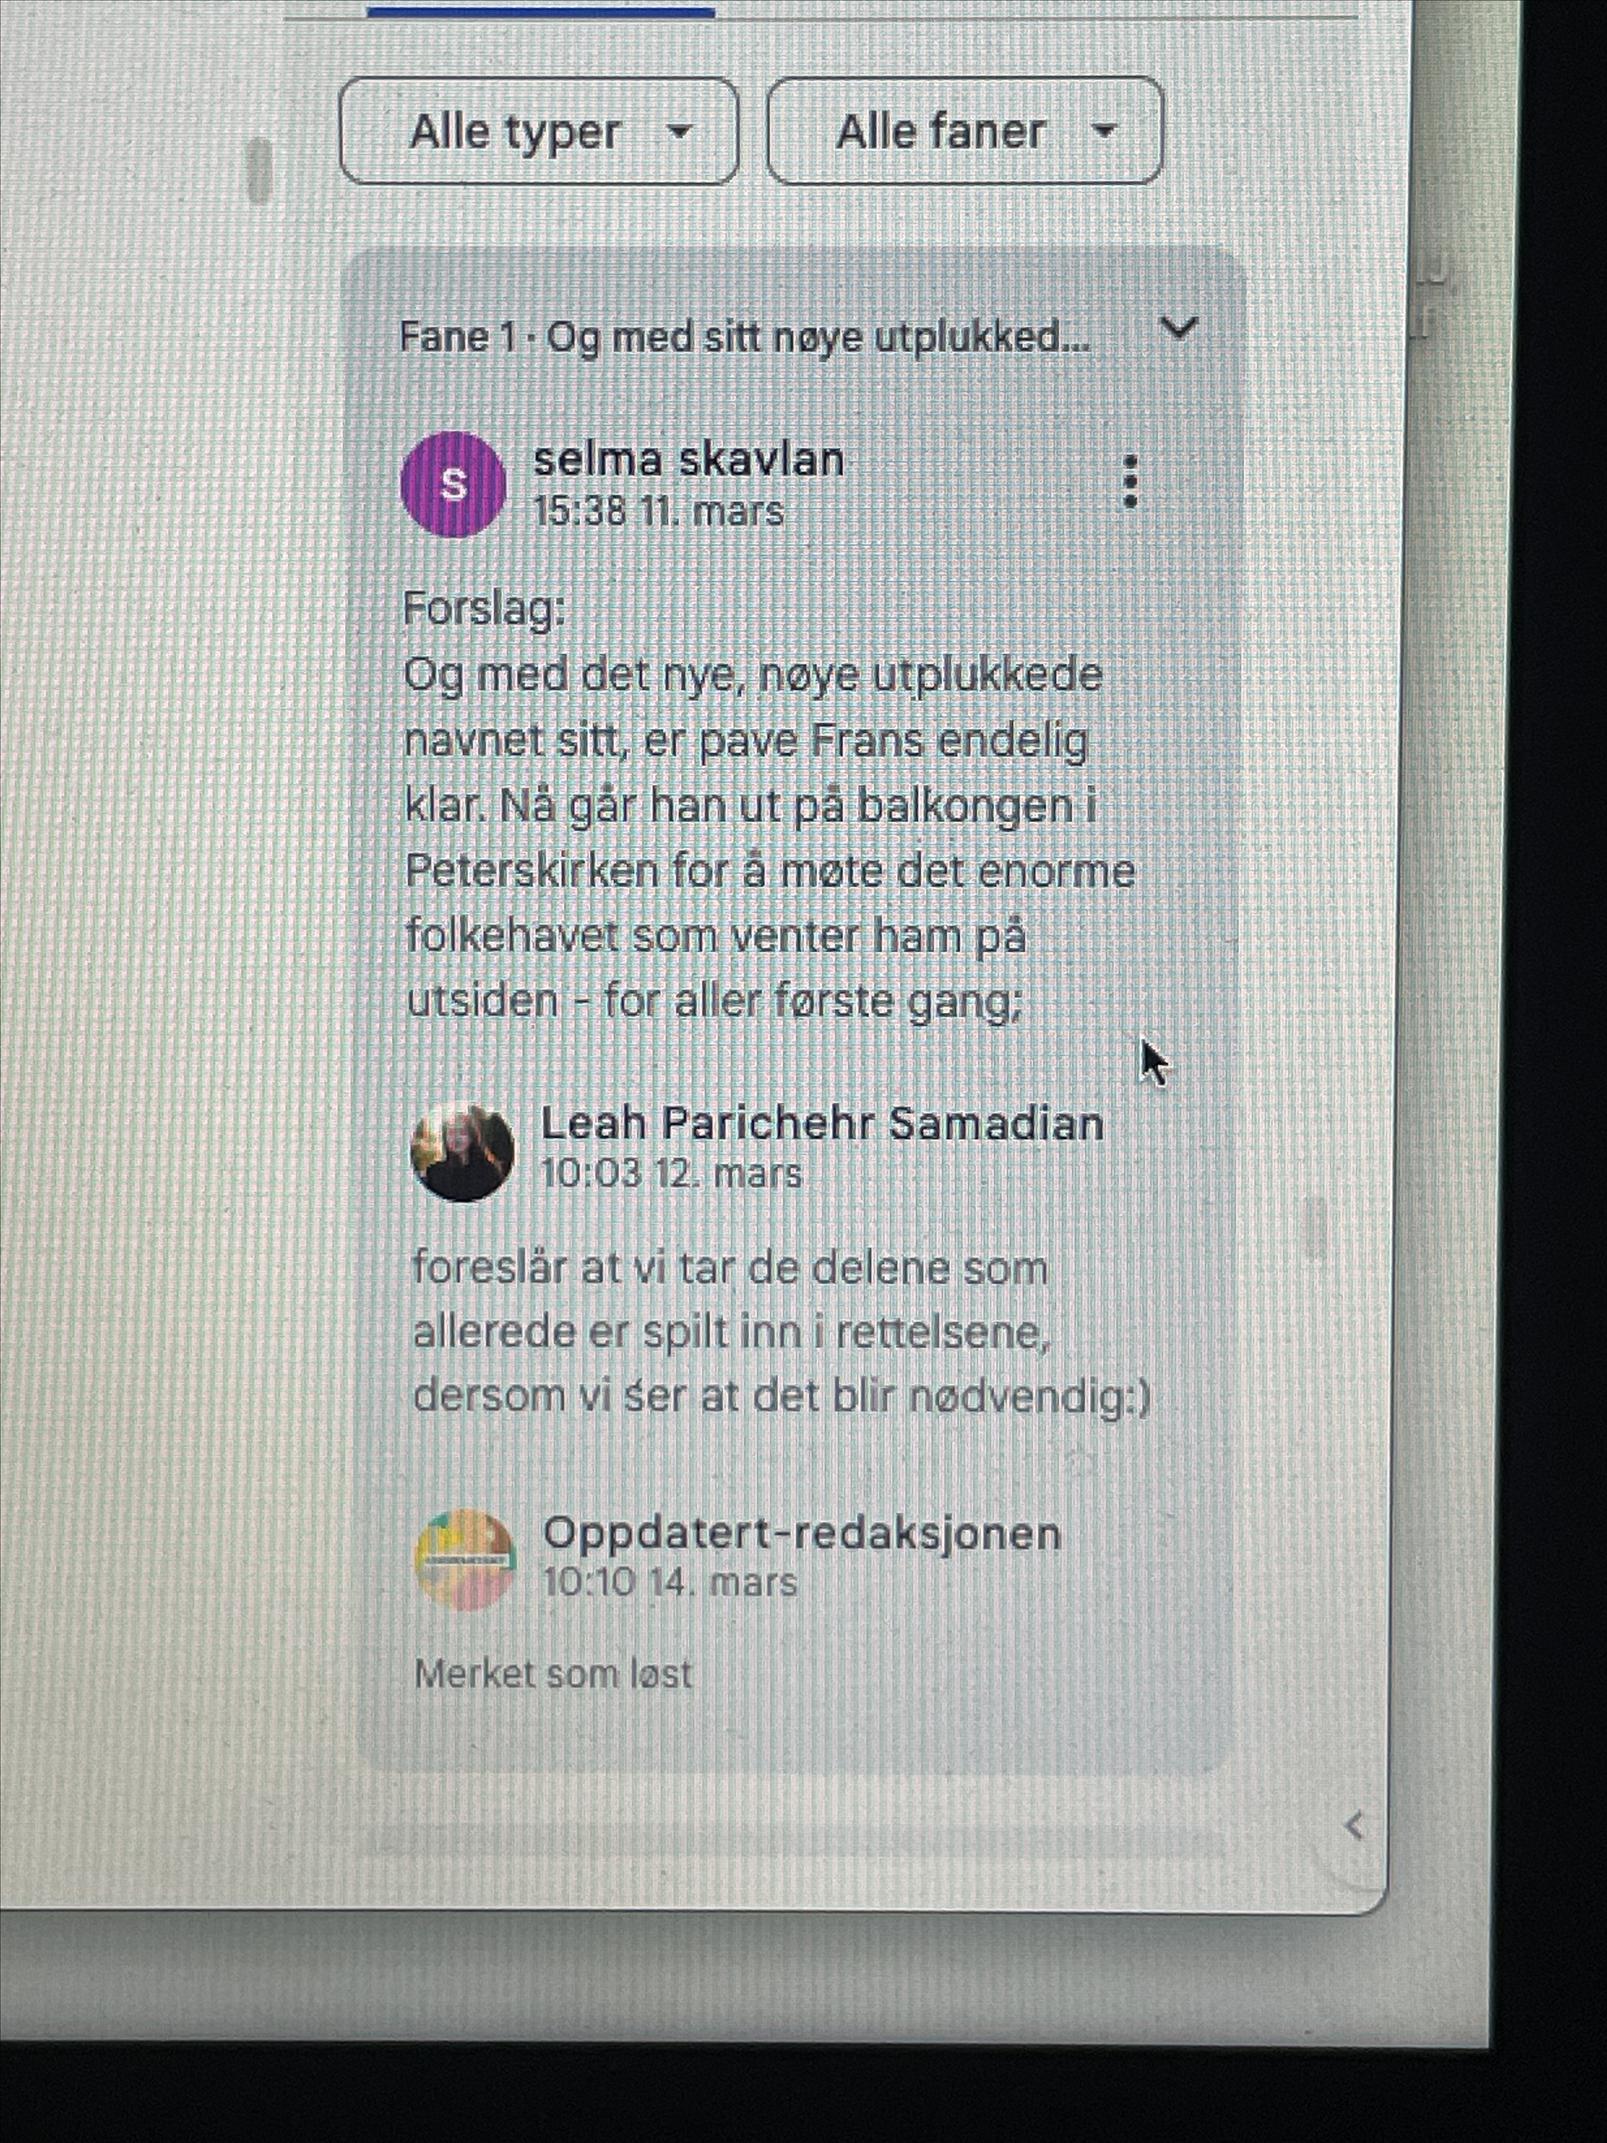 Alle typer
Alle faner
Fane 1 · Og med sitt nøye utplukked...
S
selma skavlan
15:38 11. mars
Forslag:
Og med det nye, nøye utplukkede
navnet sitt, er pave Frans endelig
klar. Nå går han ut på balkongen i
Peterskirken for å møte det enorme
folkehavet som venter ham på
utsiden - for aller første gang;
Leah Parichehr Samadian
10:03 12. mars
foreslår at vi tar de delene som
allerede er spilt inn i rettelsene,
dersom vi ser at det blir nødvendig:)
Oppdatert-redaksjonen
10:10 14. mars
Merket som løst